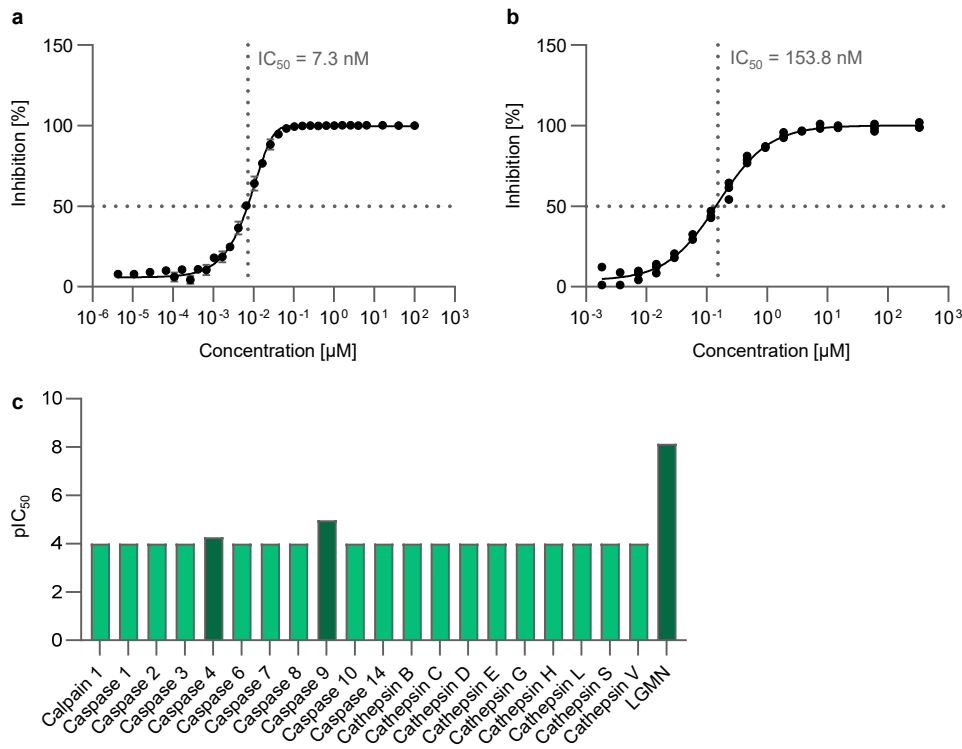 a
150
100
50
0
Inhibition [%]
IC50 = 7.3 nM
10-6 10-5 10-4 10-3 10-2 10-1 100 101 102 103
Concentration [µM]
b
150
100
50
0
Inhibition [%]
IC50 = 153.8 nM
10-3 10-2 10-1 100 101 102 103
Concentration [µM]
c
10
8
6
4
2
0
pIC50
Calpain 1
Caspase 1
Caspase 2
Caspase 3
Caspase 4
Caspase 6
Caspase 7
Caspase 8
Caspase 9
Caspase 10
Caspase 14
Cathepsin B
Cathepsin C
Cathepsin D
Cathepsin E
Cathepsin G
Cathepsin H
Cathepsin L
Cathepsin S
Cathepsin V
LGMN